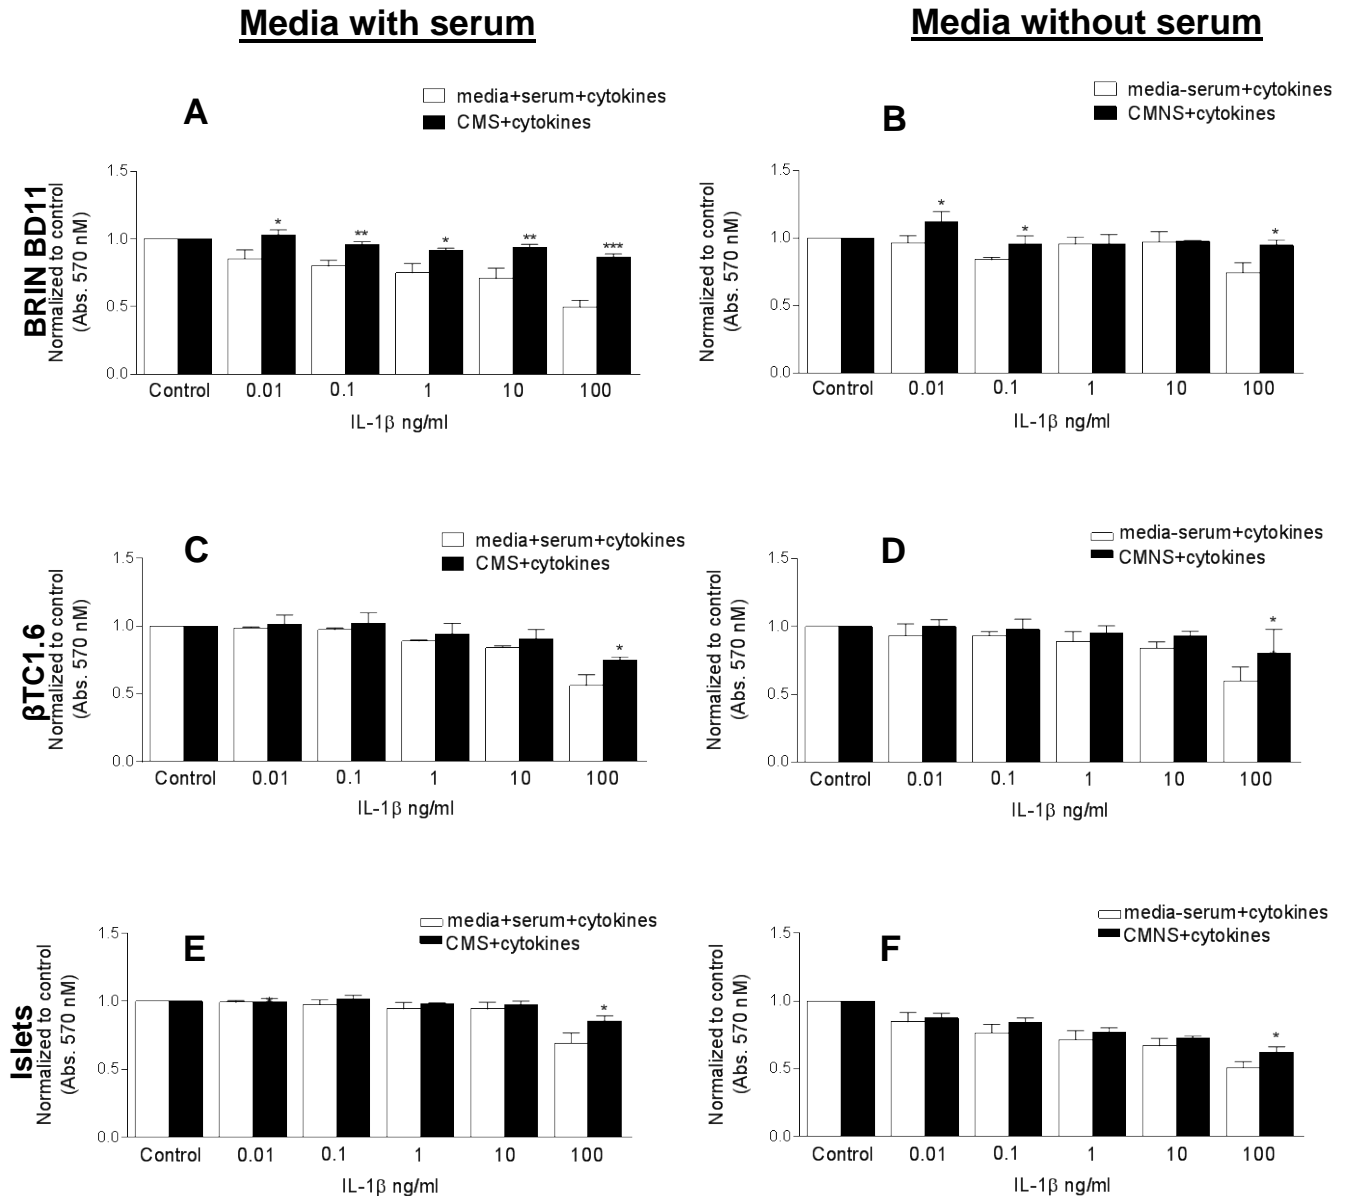 Media with serum
Media without serum
A
media+serum+cytokines
CMS+cytokines
BRIN BD11
Normalized to control
(Abs. 570 nM)
1.5
1.0
0.5
0.0
*
**
*
**
***
Control 0.01 0.1 1 10 100
IL-1β ng/ml
B
media-serum+cytokines
CMNS+cytokines
Normalized to control
(Abs. 570 nM)
1.5
1.0
0.5
0.0
*
*
*
Control 0.01 0.1 1 10 100
IL-1β ng/ml
C
media+serum+cytokines
CMS+cytokines
βTC1.6
Normalized to control
(Abs. 570 nM)
1.5
1.0
0.5
0.0
*
Control 0.01 0.1 1 10 100
IL-1β ng/ml
D
media-serum+cytokines
CMNS+cytokines
Normalized to control
(Abs. 570 nM)
1.5
1.0
0.5
0.0
*
Control 0.01 0.1 1 10 100
IL-1β ng/ml
E
media+serum+cytokines
CMS+cytokines
Islets
Normalized to control
(Abs. 570 nM)
1.5
1.0
0.5
0.0
*
Control 0.01 0.1 1 10 100
IL-1β ng/ml
F
media-serum+cytokines
CMNS+cytokines
Normalized to control
(Abs. 570 nM)
1.5
1.0
0.5
0.0
*
Control 0.01 0.1 1 10 100
IL-1β ng/ml